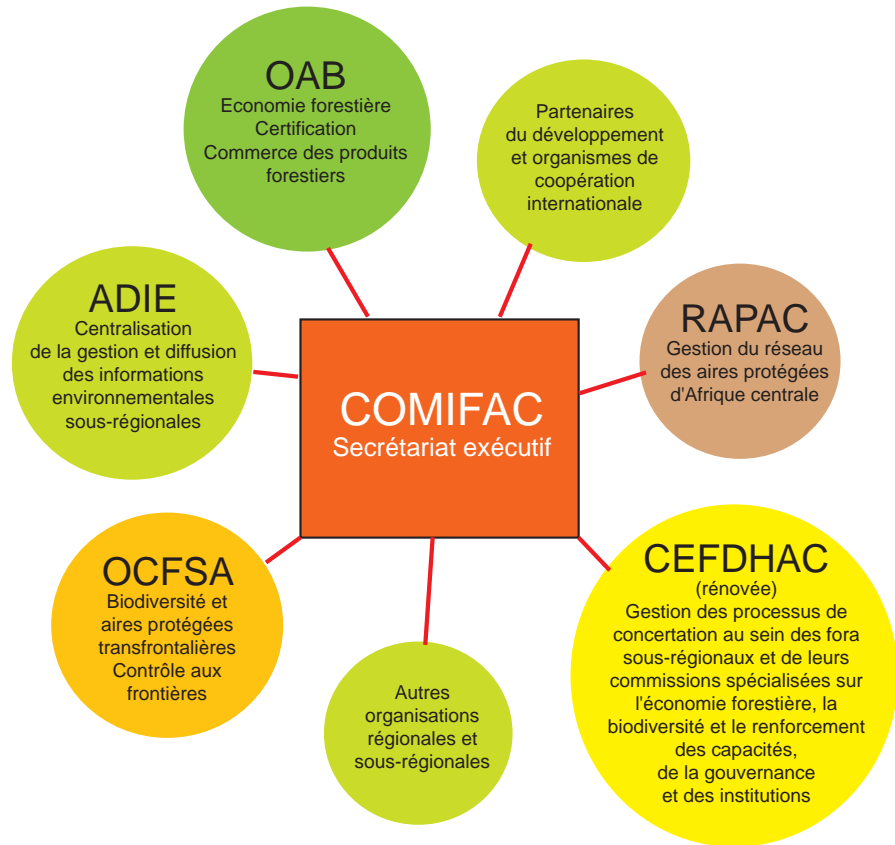 OAB
Economie forestière
Certification
Commerce des produits
forestiers
Partenaires
du développement
et organismes de
coopération
internationale
ADIE
Centralisation
de la gestion et diffusion
des informations
environnementales
sous-régionales
RAPAC
Gestion du réseau
des aires protégées
d'Afrique centrale
COMIFAC
Secrétariat exécutif
OCFSA
Biodiversité et
aires protégées
transfrontalières
Contrôle aux
frontières
Autres
organisations
régionales et
sous-régionales
CEFDHAC
(rénovée)
Gestion des processus de
concertation au sein des fora
sous-régionaux et de leurs
commissions spécialisées sur
l'économie forestière, la
biodiversité et le renforcement
des capacités,
de la gouvernance
et des institutions